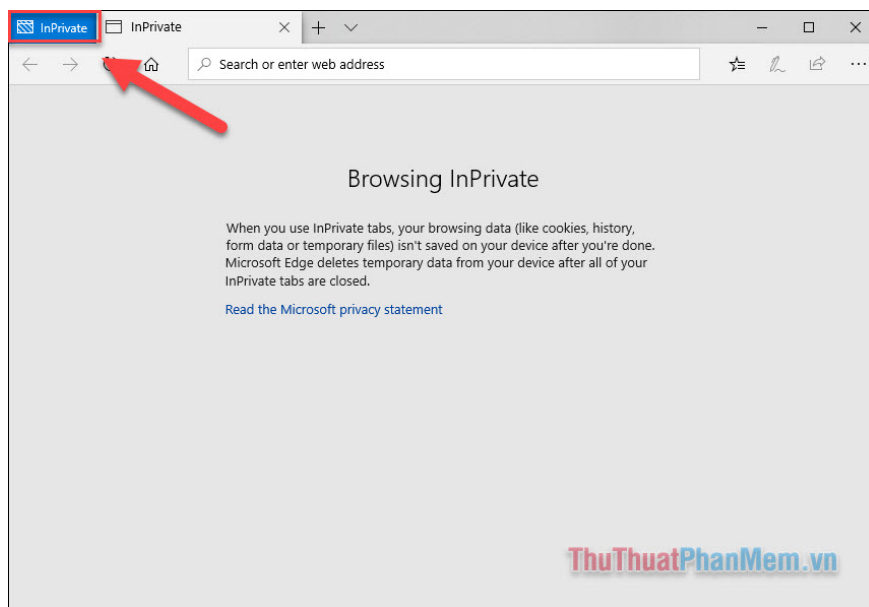 InPrivate
InPrivate
Search or enter web address
Browsing InPrivate
When you use InPrivate tabs, your browsing data (like cookies, history,
form data or temporary files) isn't saved on your device after you're done.
Microsoft Edge deletes temporary data from your device after all of your
InPrivate tabs are closed.
Read the Microsoft privacy statement
ThuThuatPhanMem.vn